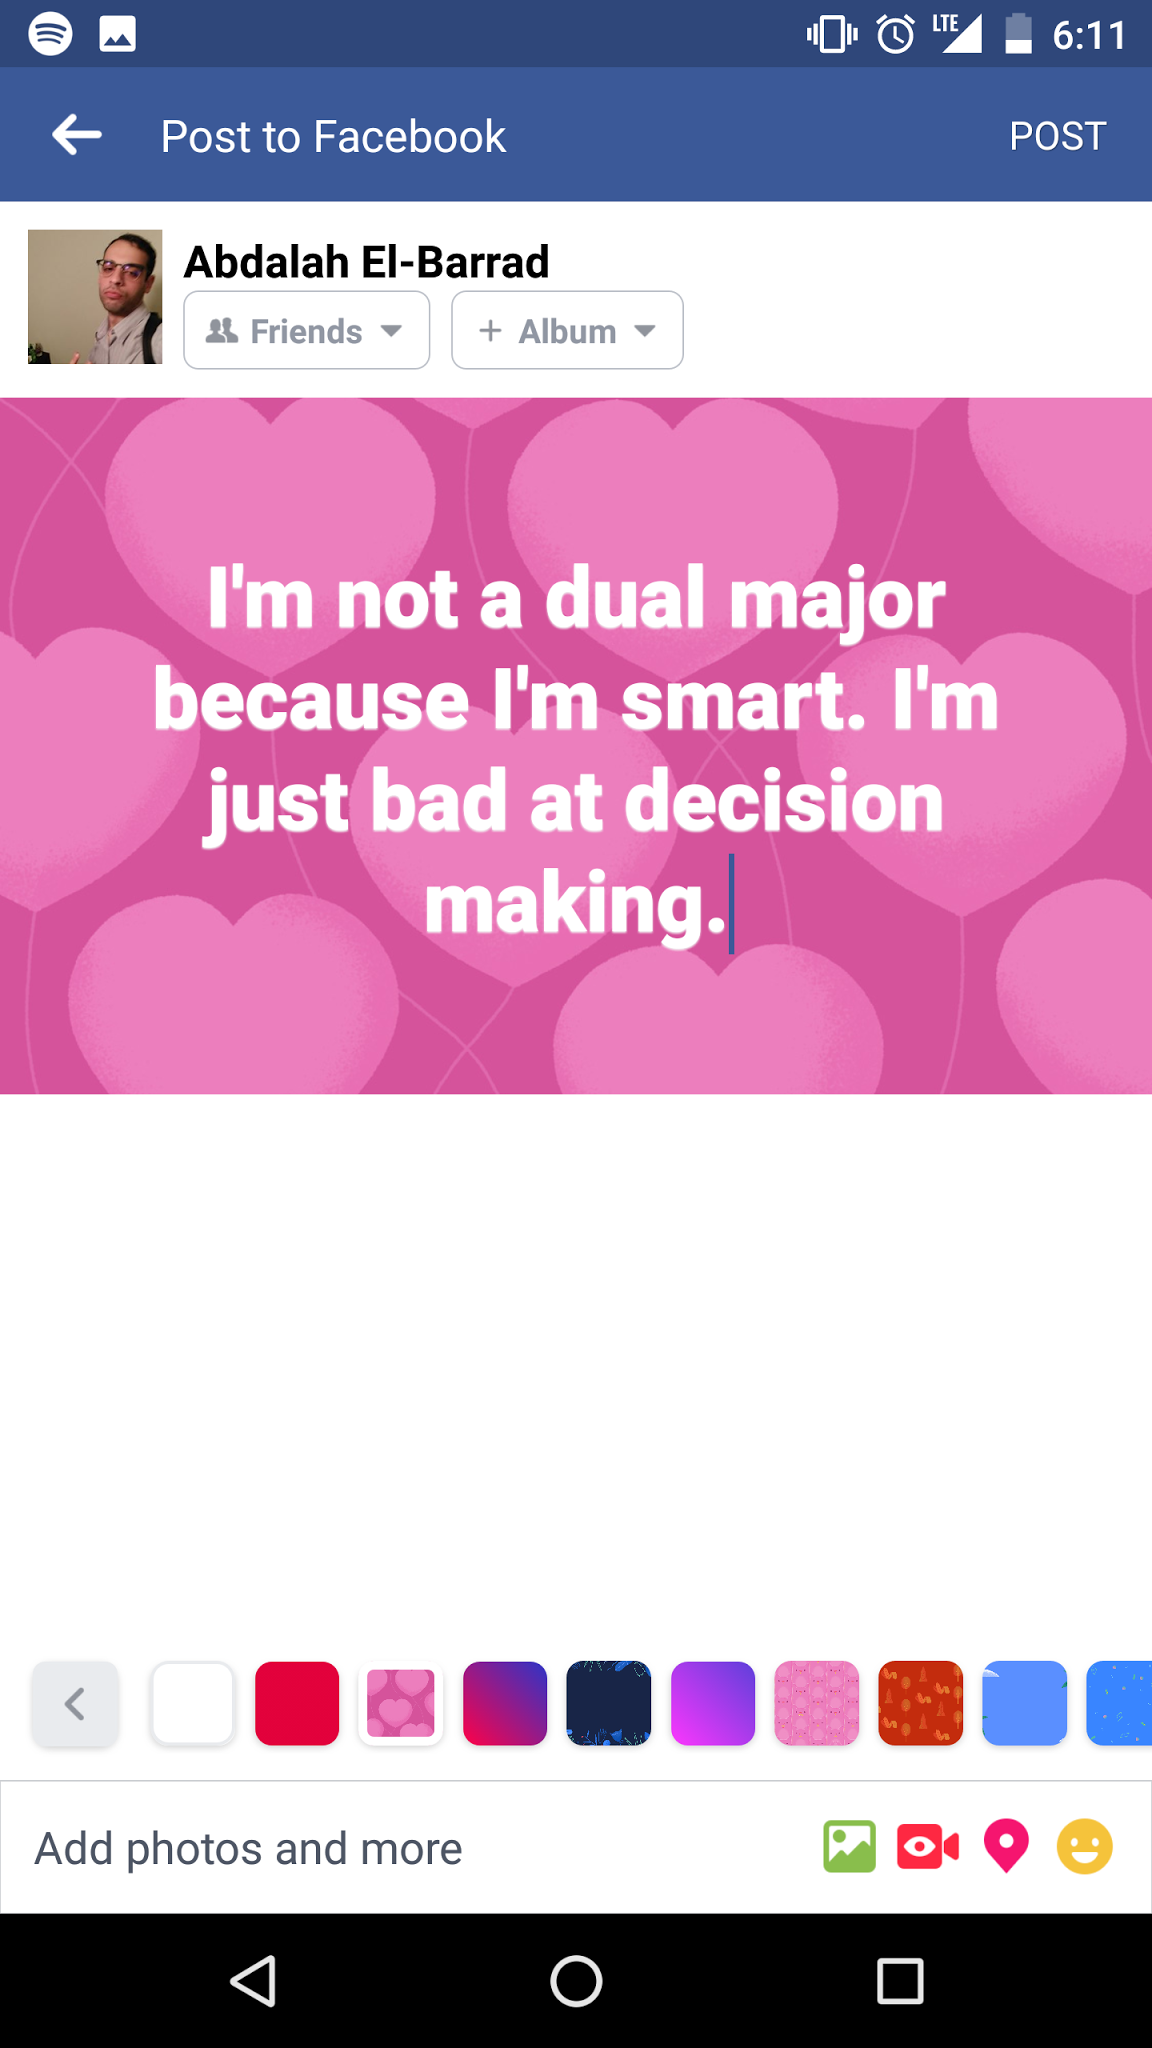 LTE 6:11
Post to Facebook POST
Abdalah El-Barrad
Friends + Album
I'm not a dual major
because I'm smart. I'm
just bad at decision
making.
Add photos and more